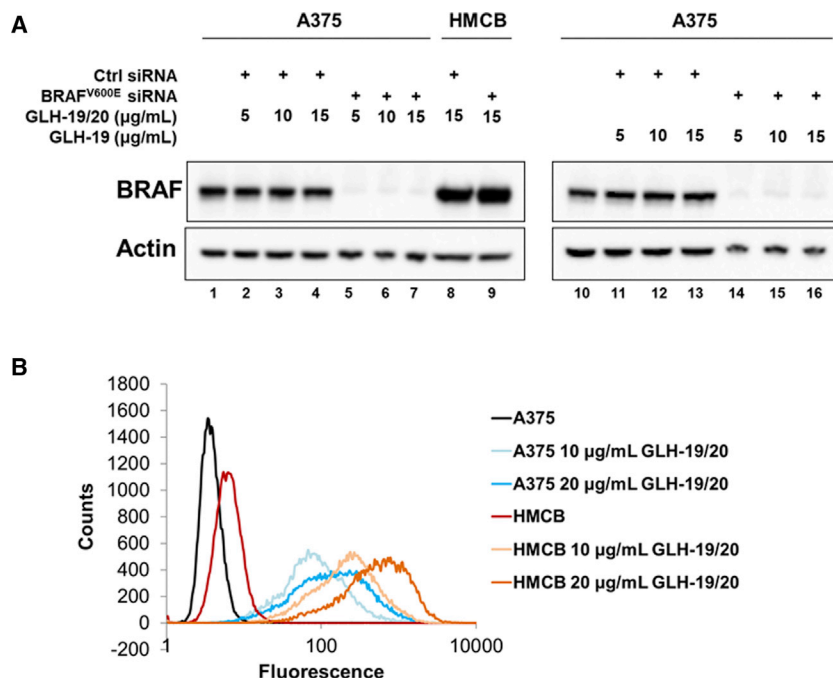 A
A375 HMCB A375
Ctrl siRNA + + + + + + +
BRAFV600E siRNA + + + + + + +
GLH-19/20 (µg/mL) 5 10 15 5 10 15 15 15
GLH-19 (µg/mL) 5 10 15 5 10 15
BRAF
Actin
1 2 3 4 5 6 7 8 9 10 11 12 13 14 15 16
B
1800
1600
1400
1200
1000
800
600
400
200
0
-200
1 100 10000
Counts
Fluorescence
A375
A375 10 µg/mL GLH-19/20
A375 20 µg/mL GLH-19/20
HMCB
HMCB 10 µg/mL GLH-19/20
HMCB 20 µg/mL GLH-19/20